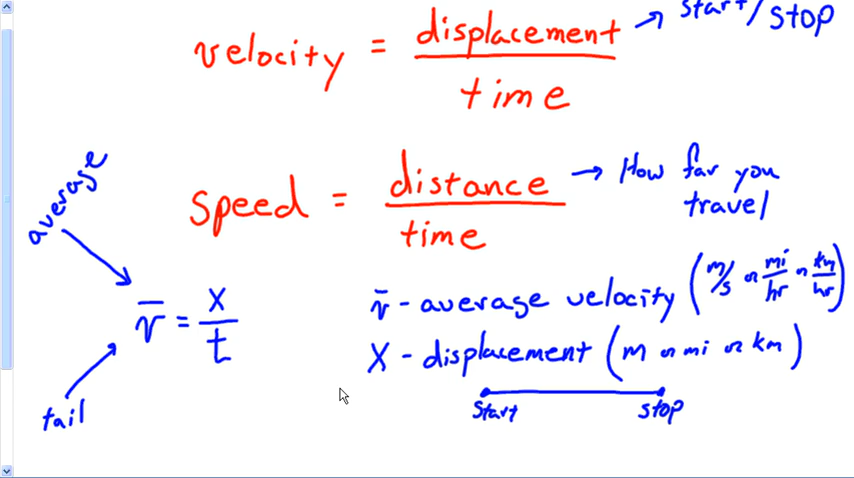 velocity = displacement / time → start/stop
speed = distance / time → How far you travel
average
v̄ = x / t
tail
v̄ - average velocity (m/s or mi/hr or km/hr)
X - displacement (m or mi or km)
start stop